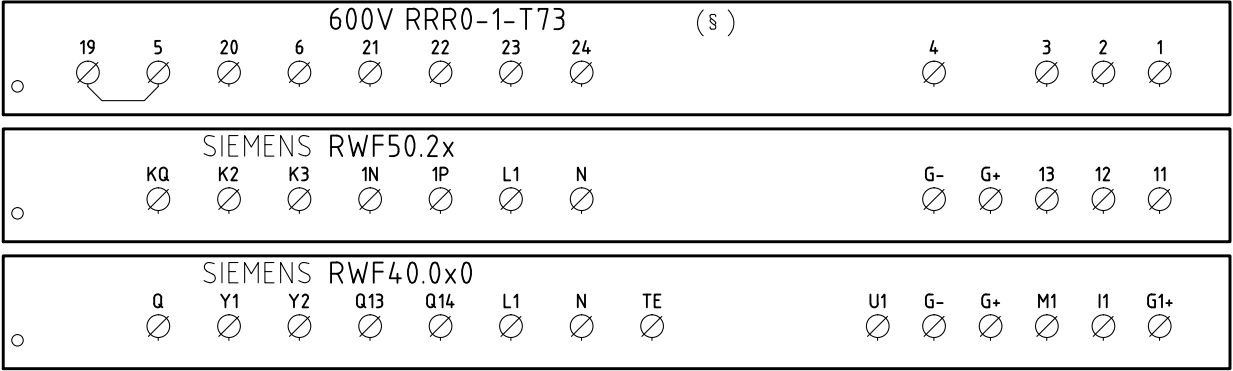 600V RRR0-1-T73 (§)
19 5 20 6 21 22 23 24 4 3 2 1
SIEMENS RWF50.2x
KQ K2 K3 1N 1P L1 N G- G+ 13 12 11
SIEMENS RWF40.0x0
Q Y1 Y2 Q13 Q14 L1 N TE U1 G- G+ M1 I1 G1+